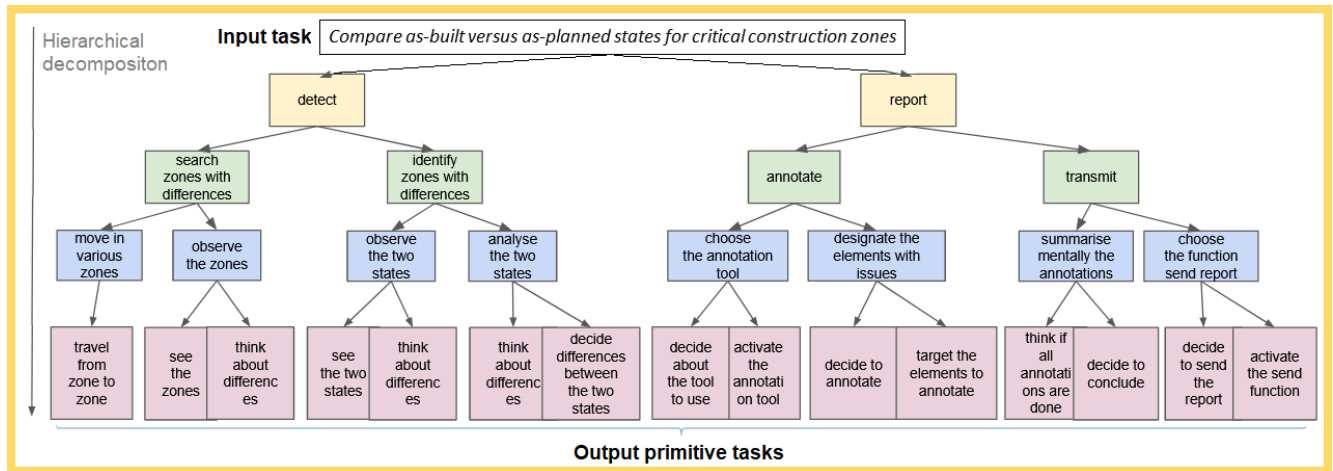 Hierarchical
decompositon
Input task
Compare as-built versus as-planned states for critical construction zones
detect
report
search
zones with
differences
identify
zones with
differences
annotate
transmit
move in
various
zones
observe
the zones
observe
the two
states
analyse
the two
states
choose
the annotation
tool
designate the
elements with
issues
summarise
mentally the
annotations
choose
the function
send report
travel
from
zone to
zone
see
the
zones
think
about
differenc
es
see
the two
states
think
about
differenc
es
think
about
differenc
es
decide
differences
between
the two
states
decide
about
the tool
to use
activate
the
annotati
on tool
decide to
annotate
target the
elements to
annotate
think if
all
annotati
ons are
done
decide to
conclude
decide
to send
the
report
activate
the send
function
Output primitive tasks